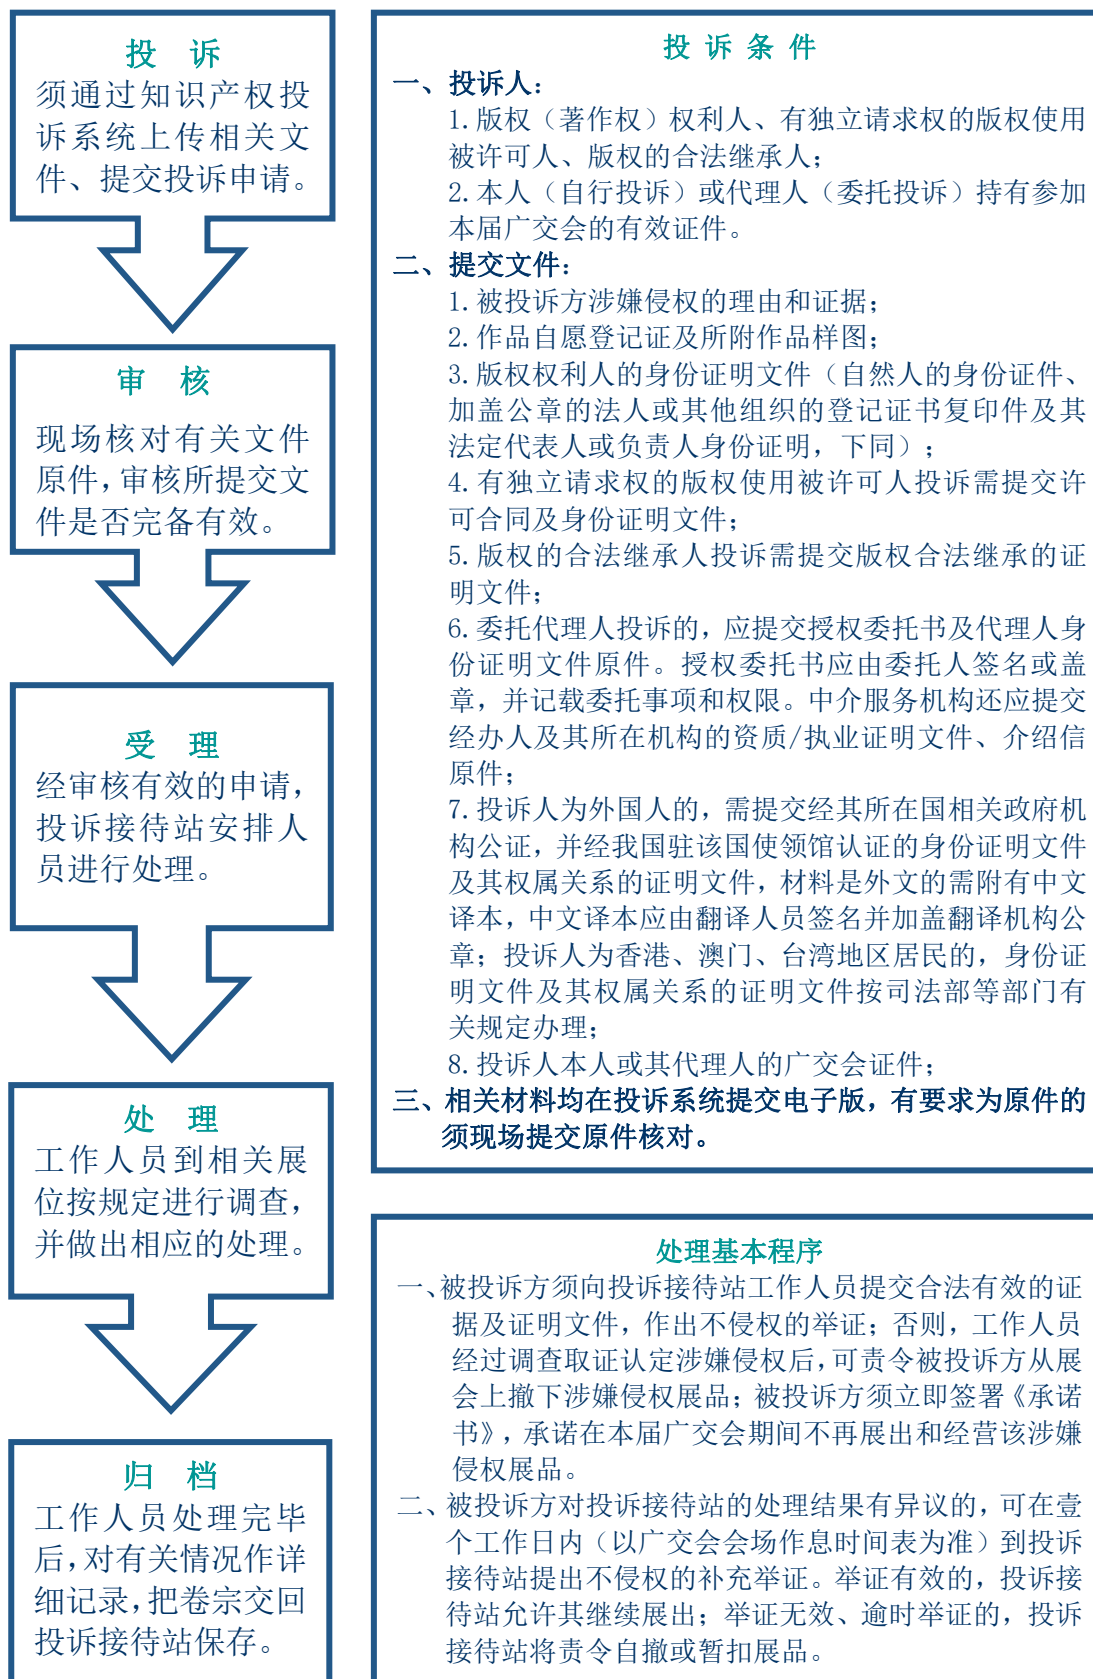 投 诉
须通过知识产权投
诉系统上传相关文
件、提交投诉申请。
审 核
现场核对有关文件
原件,审核所提交文
件是否完备有效。
受 理
经审核有效的申请,
投诉接待站安排人
员进行处理。
处 理
工作人员到相关展
位按规定进行调查,
并做出相应的处理。
归 档
工作人员处理完毕
后,对有关情况作详
细记录,把卷宗交回
投诉接待站保存。
投 诉 条 件
一、投诉人:
1.版权（著作权）权利人、有独立请求权的版权使用
被许可人、版权的合法继承人;
2.本人（自行投诉）或代理人（委托投诉）持有参加
本届广交会的有效证件。
二、提交文件:
1.被投诉方涉嫌侵权的理由和证据;
2.作品自愿登记证及所附作品样图;
3.版权权利人的身份证明文件（自然人的身份证件、
加盖公章的法人或其他组织的登记证书复印件及其
法定代表人或负责人身份证明，下同）;
4.有独立请求权的版权使用被许可人投诉需提交许
可合同及身份证明文件;
5.版权的合法继承人投诉需提交版权合法继承的证
明文件;
6.委托代理人投诉的,应提交授权委托书及代理人身
份证明文件原件。授权委托书应由委托人签名或盖
章,并记载委托事项和权限。中介服务机构还应提交
经办人及其所在机构的资质/执业证明文件、介绍信
原件;
7.投诉人为外国人的,需提交经其所在国相关政府机
构公证,并经我国驻该国使领馆认证的身份证明文件
及其权属关系的证明文件,材料是外文的需附有中文
译本,中文译本应由翻译人员签名并加盖翻译机构公
章;投诉人为香港、澳门、台湾地区居民的,身份证
明文件及其权属关系的证明文件按司法部等部门有
关规定办理;
8.投诉人本人或其代理人的广交会证件;
三、相关材料均在投诉系统提交电子版,有要求为原件的
须现场提交原件核对。
处理基本程序
一、被投诉方须向投诉接待站工作人员提交合法有效的证
据及证明文件,作出不侵权的举证;否则,工作人员
经过调查取证认定涉嫌侵权后,可责令被投诉方从展
会上撤下涉嫌侵权展品;被投诉方须立即签署《承诺
书》,承诺在本届广交会期间不再展出和经营该涉嫌
侵权展品。
二、被投诉方对投诉接待站的处理结果有异议的,可在壹
个工作日内（以广交会会场作息时间表为准）到投诉
接待站提出不侵权的补充举证。举证有效的,投诉接
待站允许其继续展出;举证无效、逾时举证的,投诉
接待站将责令自撤或暂扣展品。